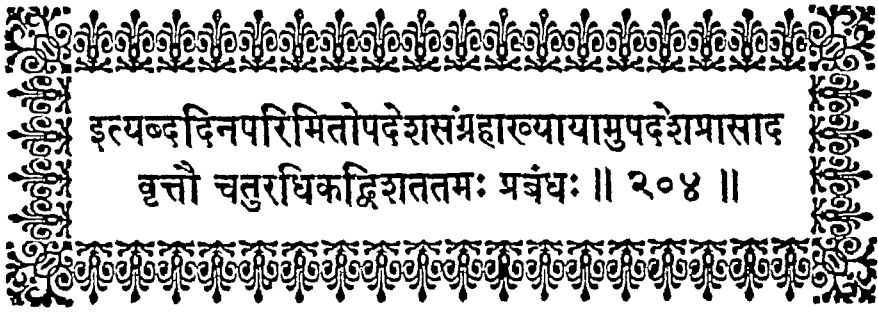 इत्यब्ददिनपरिमितोपदेशसंग्रहाख्यायामुपदेशप्रासाद
वृत्तौ चतुरधिकद्विशततमः प्रबंधः ॥ २०४ ॥